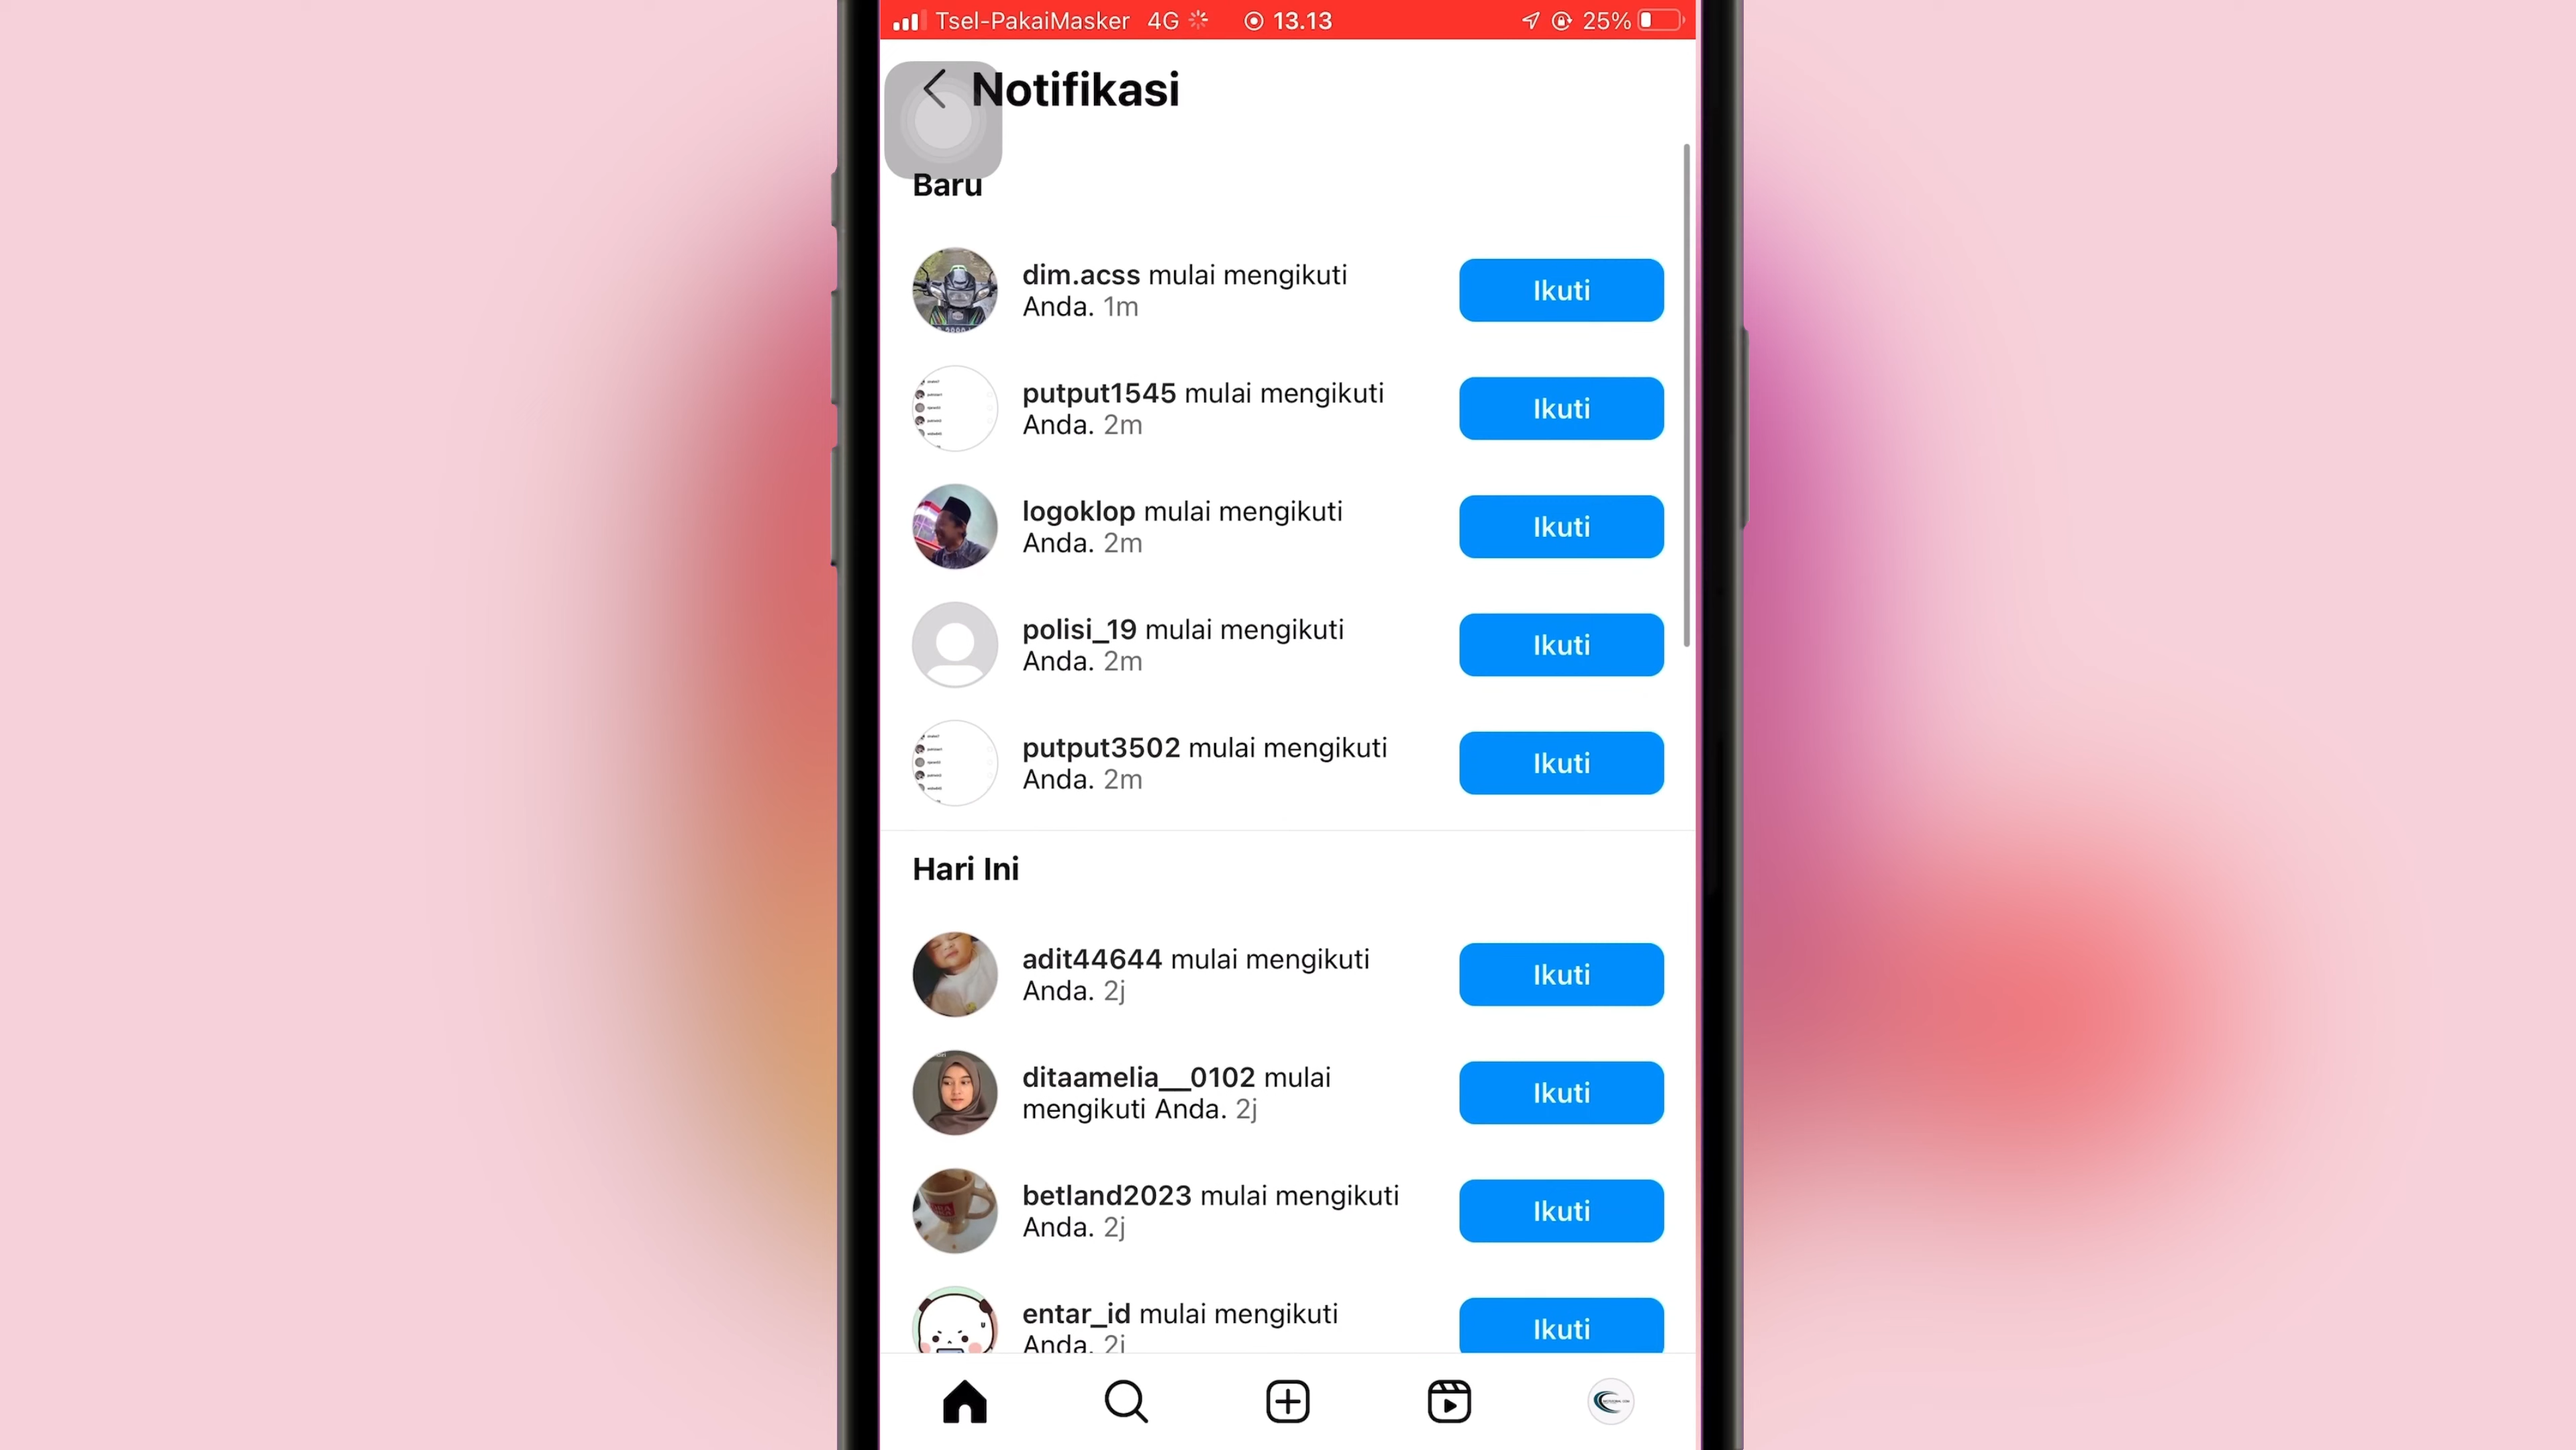 Tsel-PakaiMasker 4G 13.13 25%
Notifikasi
Baru
dim.acss mulai mengikuti
Anda. 1m
Ikuti
putput1545 mulai mengikuti
Anda. 2m
Ikuti
logoklop mulai mengikuti
Anda. 2m
Ikuti
polisi_19 mulai mengikuti
Anda. 2m
Ikuti
putput3502 mulai mengikuti
Anda. 2m
Ikuti
Hari Ini
adit44644 mulai mengikuti
Anda. 2j
Ikuti
ditaamelia__0102 mulai
mengikuti Anda. 2j
Ikuti
betland2023 mulai mengikuti
Anda. 2j
Ikuti
entar_id mulai mengikuti
Anda. 2j
Ikuti